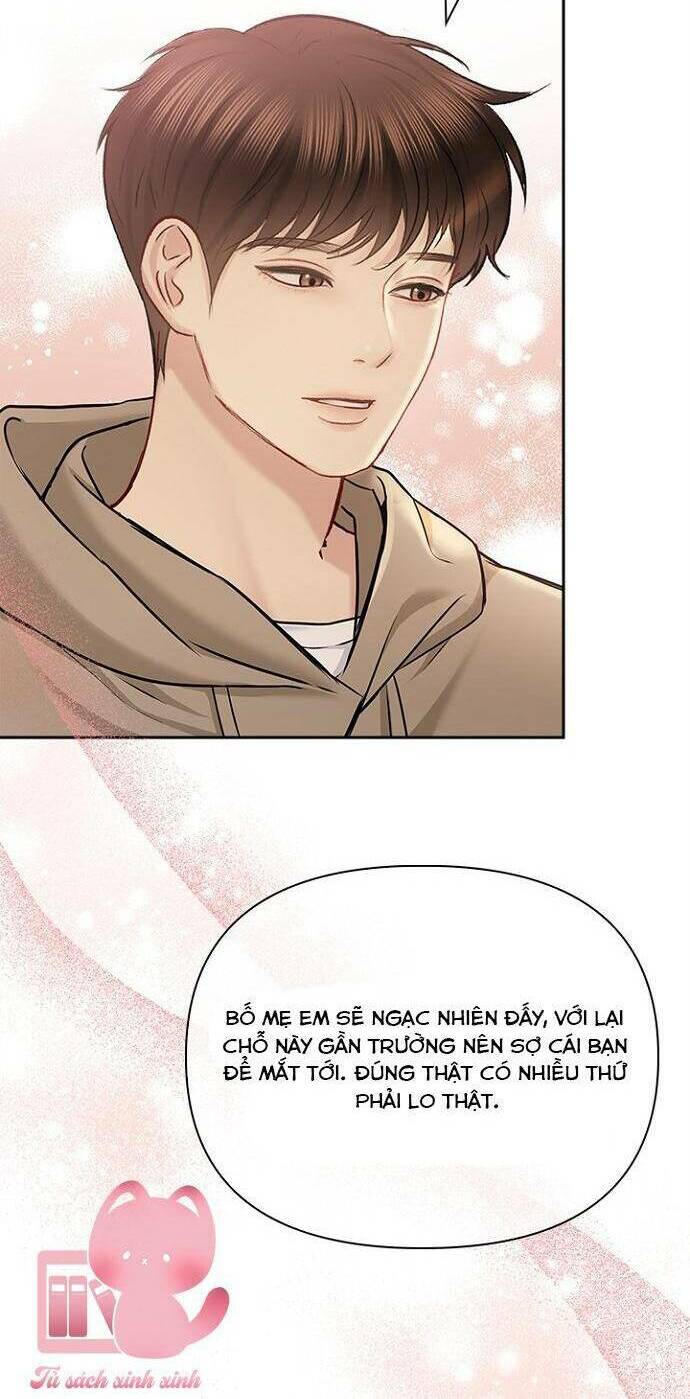 BỐ MẸ EM SẼ NGẠC NHIÊN ĐẤY, VỚI LẠI
CHỖ NÀY GẦN TRƯỜNG NÊN SỢ CÁI BẠN
ĐỂ MẮT TỚI. ĐÚNG THẬT CÓ NHIỀU THỨ
PHẢI LO THẬT.
Tủ sách xinh xinh